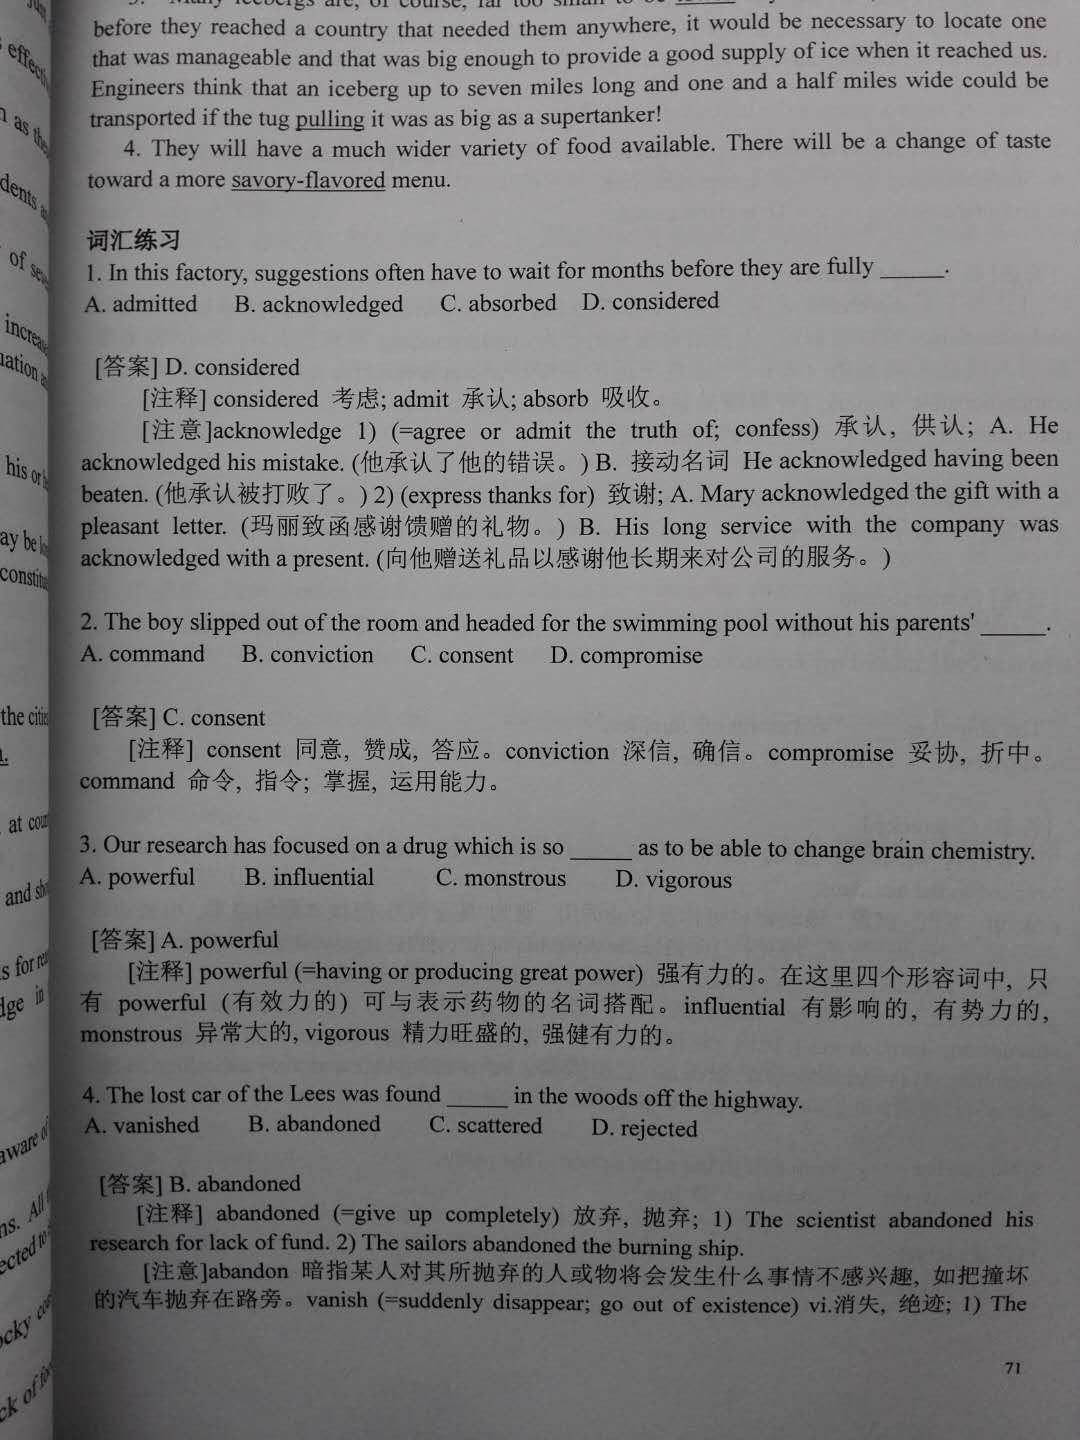 before they reached a country that needed them anywhere, it would be necessary to locate one
that was manageable and that was big enough to provide a good supply of ice when it reached us.
Engineers think that an iceberg up to seven miles long and one and a half miles wide could be
transported if the tug pulling it was as big as a supertanker!
4. They will have a much wider variety of food available. There will be a change of taste
toward a more savory-flavored menu.
词汇练习
1. In this factory, suggestions often have to wait for months before they are fully _____.
A. admitted B. acknowledged C. absorbed D. considered
[答案] D. considered
[注释] considered 考虑; admit 承认; absorb 吸收。
[注意]acknowledge 1) (=agree or admit the truth of; confess) 承认, 供认; A. He
acknowledged his mistake. (他承认了他的错误。) B. 接动名词 He acknowledged having been
beaten. (他承认被打败了。) 2) (express thanks for) 致谢; A. Mary acknowledged the gift with a
pleasant letter. (玛丽致函感谢馈赠的礼物。) B. His long service with the company was
acknowledged with a present. (向他赠送礼品以感谢他长期来对公司的服务。)
2. The boy slipped out of the room and headed for the swimming pool without his parents' _____.
A. command B. conviction C. consent D. compromise
[答案] C. consent
[注释] consent 同意, 赞成, 答应。conviction 深信, 确信。compromise 妥协, 折中。
command 命令, 指令; 掌握, 运用能力。
3. Our research has focused on a drug which is so _____ as to be able to change brain chemistry.
A. powerful B. influential C. monstrous D. vigorous
[答案] A. powerful
[注释] powerful (=having or producing great power) 强有力的。在这里四个形容词中, 只
有 powerful (有效力的) 可与表示药物的名词搭配。influential 有影响的, 有势力的,
monstrous 异常大的, vigorous 精力旺盛的, 强健有力的。
4. The lost car of the Lees was found _____ in the woods off the highway.
A. vanished B. abandoned C. scattered D. rejected
[答案] B. abandoned
[注释] abandoned (=give up completely) 放弃, 抛弃; 1) The scientist abandoned his
research for lack of fund. 2) The sailors abandoned the burning ship.
[注意]abandon 暗指某人对其所抛弃的人或物将会发生什么事情不感兴趣, 如把撞坏
的汽车抛弃在路旁。vanish (=suddenly disappear; go out of existence) vi.消失, 绝迹; 1) The
71